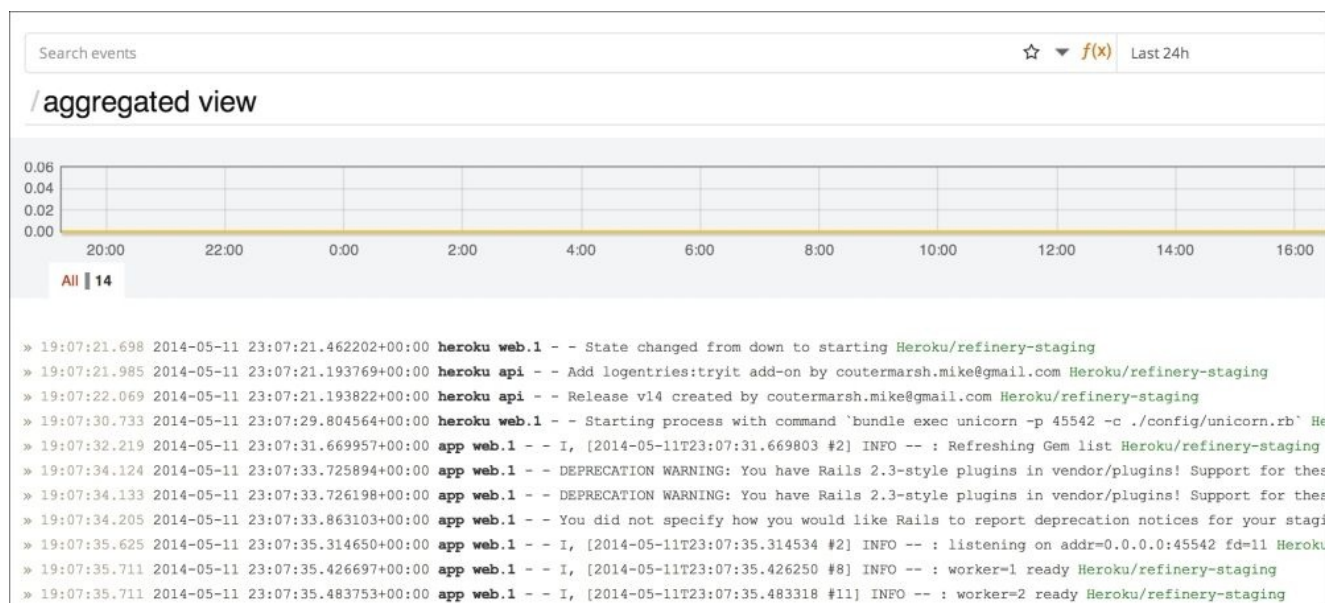 Search events
ƒ(x) Last 24h
/aggregated view
0.06
0.04
0.02
0.00
20:00 22:00 0:00 2:00 4:00 6:00 8:00 10:00 12:00 14:00 16:00
All 14
» 19:07:21.698 2014-05-11 23:07:21.462202+00:00 heroku web.1 - - State changed from down to starting Heroku/refinery-staging
» 19:07:21.985 2014-05-11 23:07:21.193769+00:00 heroku api - - Add logentries:tryit add-on by coutermarsh.mike@gmail.com Heroku/refinery-staging
» 19:07:22.069 2014-05-11 23:07:21.193822+00:00 heroku api - - Release v14 created by coutermarsh.mike@gmail.com Heroku/refinery-staging
» 19:07:30.733 2014-05-11 23:07:29.804564+00:00 heroku web.1 - - Starting process with command `bundle exec unicorn -p 45542 -c ./config/unicorn.rb` He
» 19:07:32.219 2014-05-11 23:07:31.669957+00:00 app web.1 - - I, [2014-05-11T23:07:31.669803 #2] INFO -- : Refreshing Gem list Heroku/refinery-staging
» 19:07:34.124 2014-05-11 23:07:33.725894+00:00 app web.1 - - DEPRECATION WARNING: You have Rails 2.3-style plugins in vendor/plugins! Support for thes
» 19:07:34.133 2014-05-11 23:07:33.726198+00:00 app web.1 - - DEPRECATION WARNING: You have Rails 2.3-style plugins in vendor/plugins! Support for thes
» 19:07:34.205 2014-05-11 23:07:33.863103+00:00 app web.1 - - You did not specify how you would like Rails to report deprecation notices for your stagi
» 19:07:35.625 2014-05-11 23:07:35.314650+00:00 app web.1 - - I, [2014-05-11T23:07:35.314534 #2] INFO -- : listening on addr=0.0.0.0:45542 fd=11 Heroku
» 19:07:35.711 2014-05-11 23:07:35.426697+00:00 app web.1 - - I, [2014-05-11T23:07:35.426250 #8] INFO -- : worker=1 ready Heroku/refinery-staging
» 19:07:35.711 2014-05-11 23:07:35.483753+00:00 app web.1 - - I, [2014-05-11T23:07:35.483318 #11] INFO -- : worker=2 ready Heroku/refinery-staging